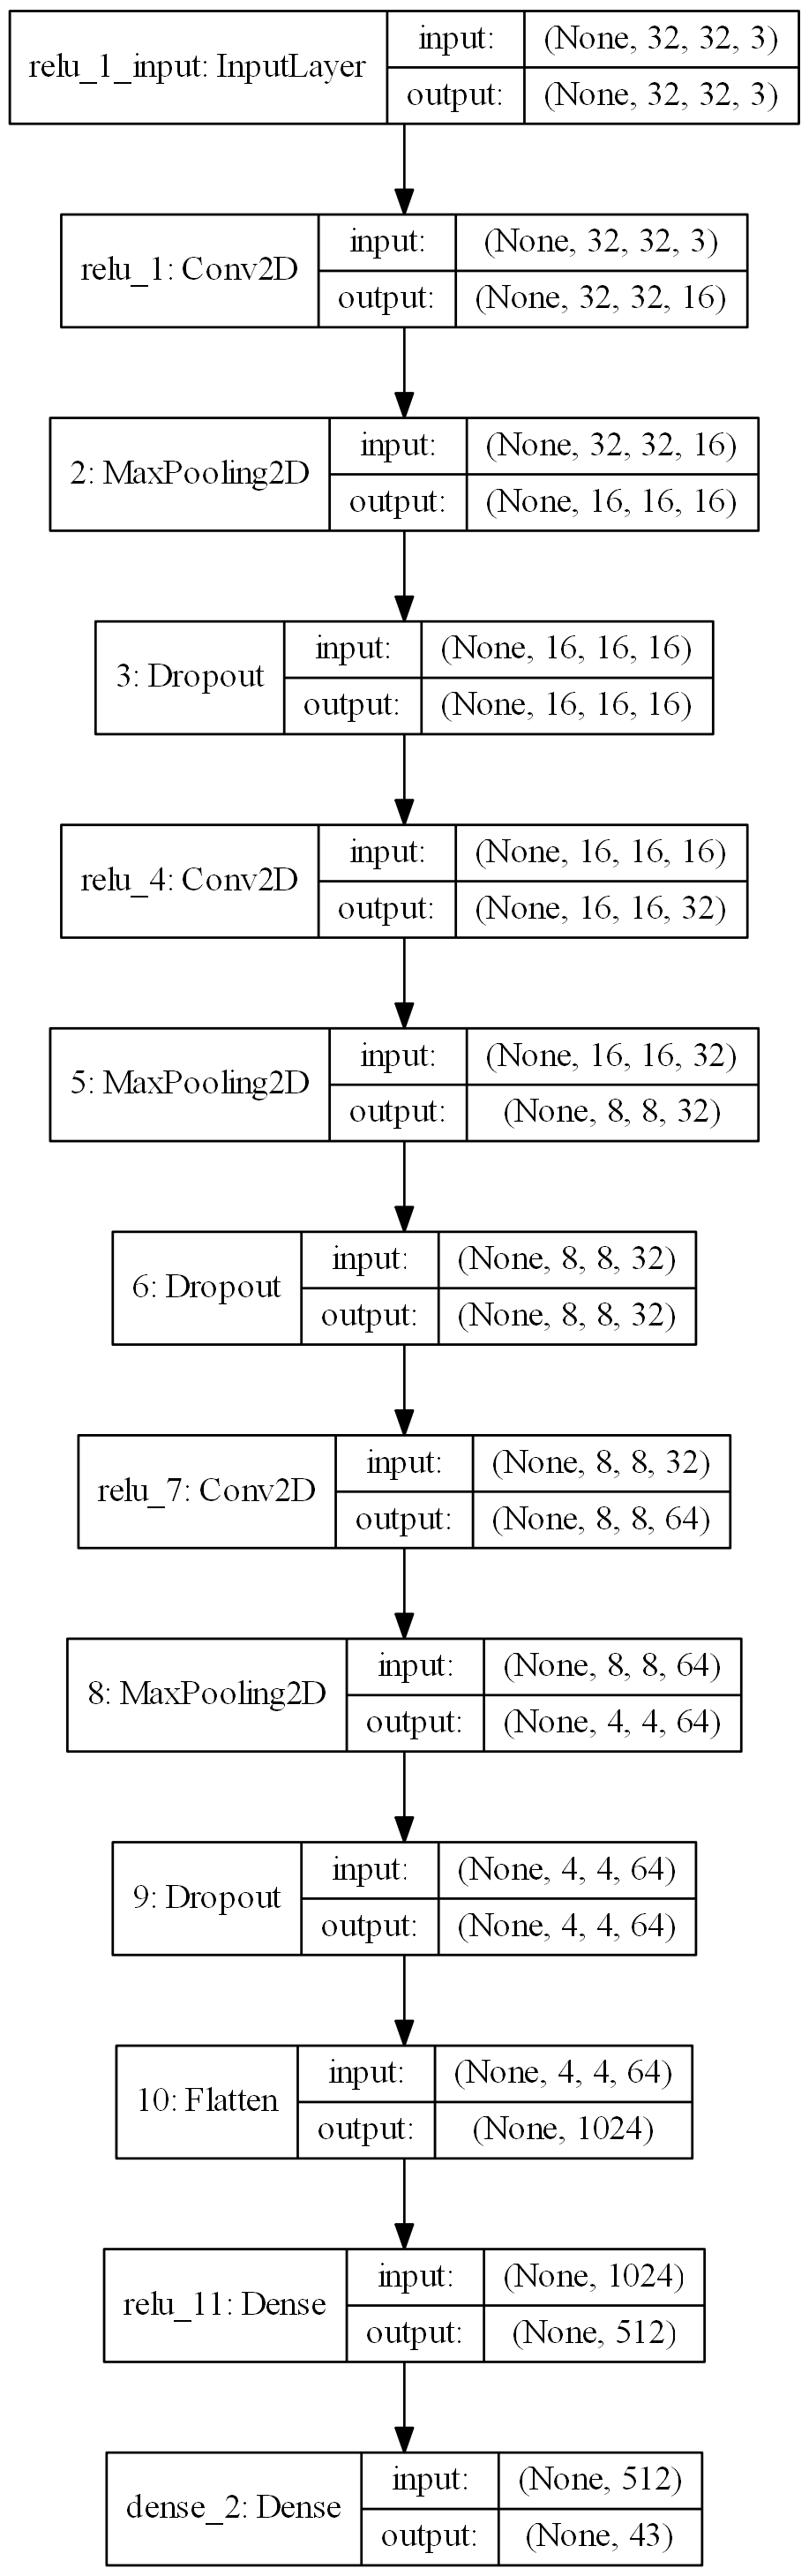 relu_1_input: InputLayer
input: (None, 32, 32, 3)
output: (None, 32, 32, 3)
relu_1: Conv2D
input: (None, 32, 32, 3)
output: (None, 32, 32, 16)
2: MaxPooling2D
input: (None, 32, 32, 16)
output: (None, 16, 16, 16)
3: Dropout
input: (None, 16, 16, 16)
output: (None, 16, 16, 16)
relu_4: Conv2D
input: (None, 16, 16, 16)
output: (None, 16, 16, 32)
5: MaxPooling2D
input: (None, 16, 16, 32)
output: (None, 8, 8, 32)
6: Dropout
input: (None, 8, 8, 32)
output: (None, 8, 8, 32)
relu_7: Conv2D
input: (None, 8, 8, 32)
output: (None, 8, 8, 64)
8: MaxPooling2D
input: (None, 8, 8, 64)
output: (None, 4, 4, 64)
9: Dropout
input: (None, 4, 4, 64)
output: (None, 4, 4, 64)
10: Flatten
input: (None, 4, 4, 64)
output: (None, 1024)
relu_11: Dense
input: (None, 1024)
output: (None, 512)
dense_2: Dense
input: (None, 512)
output: (None, 43)